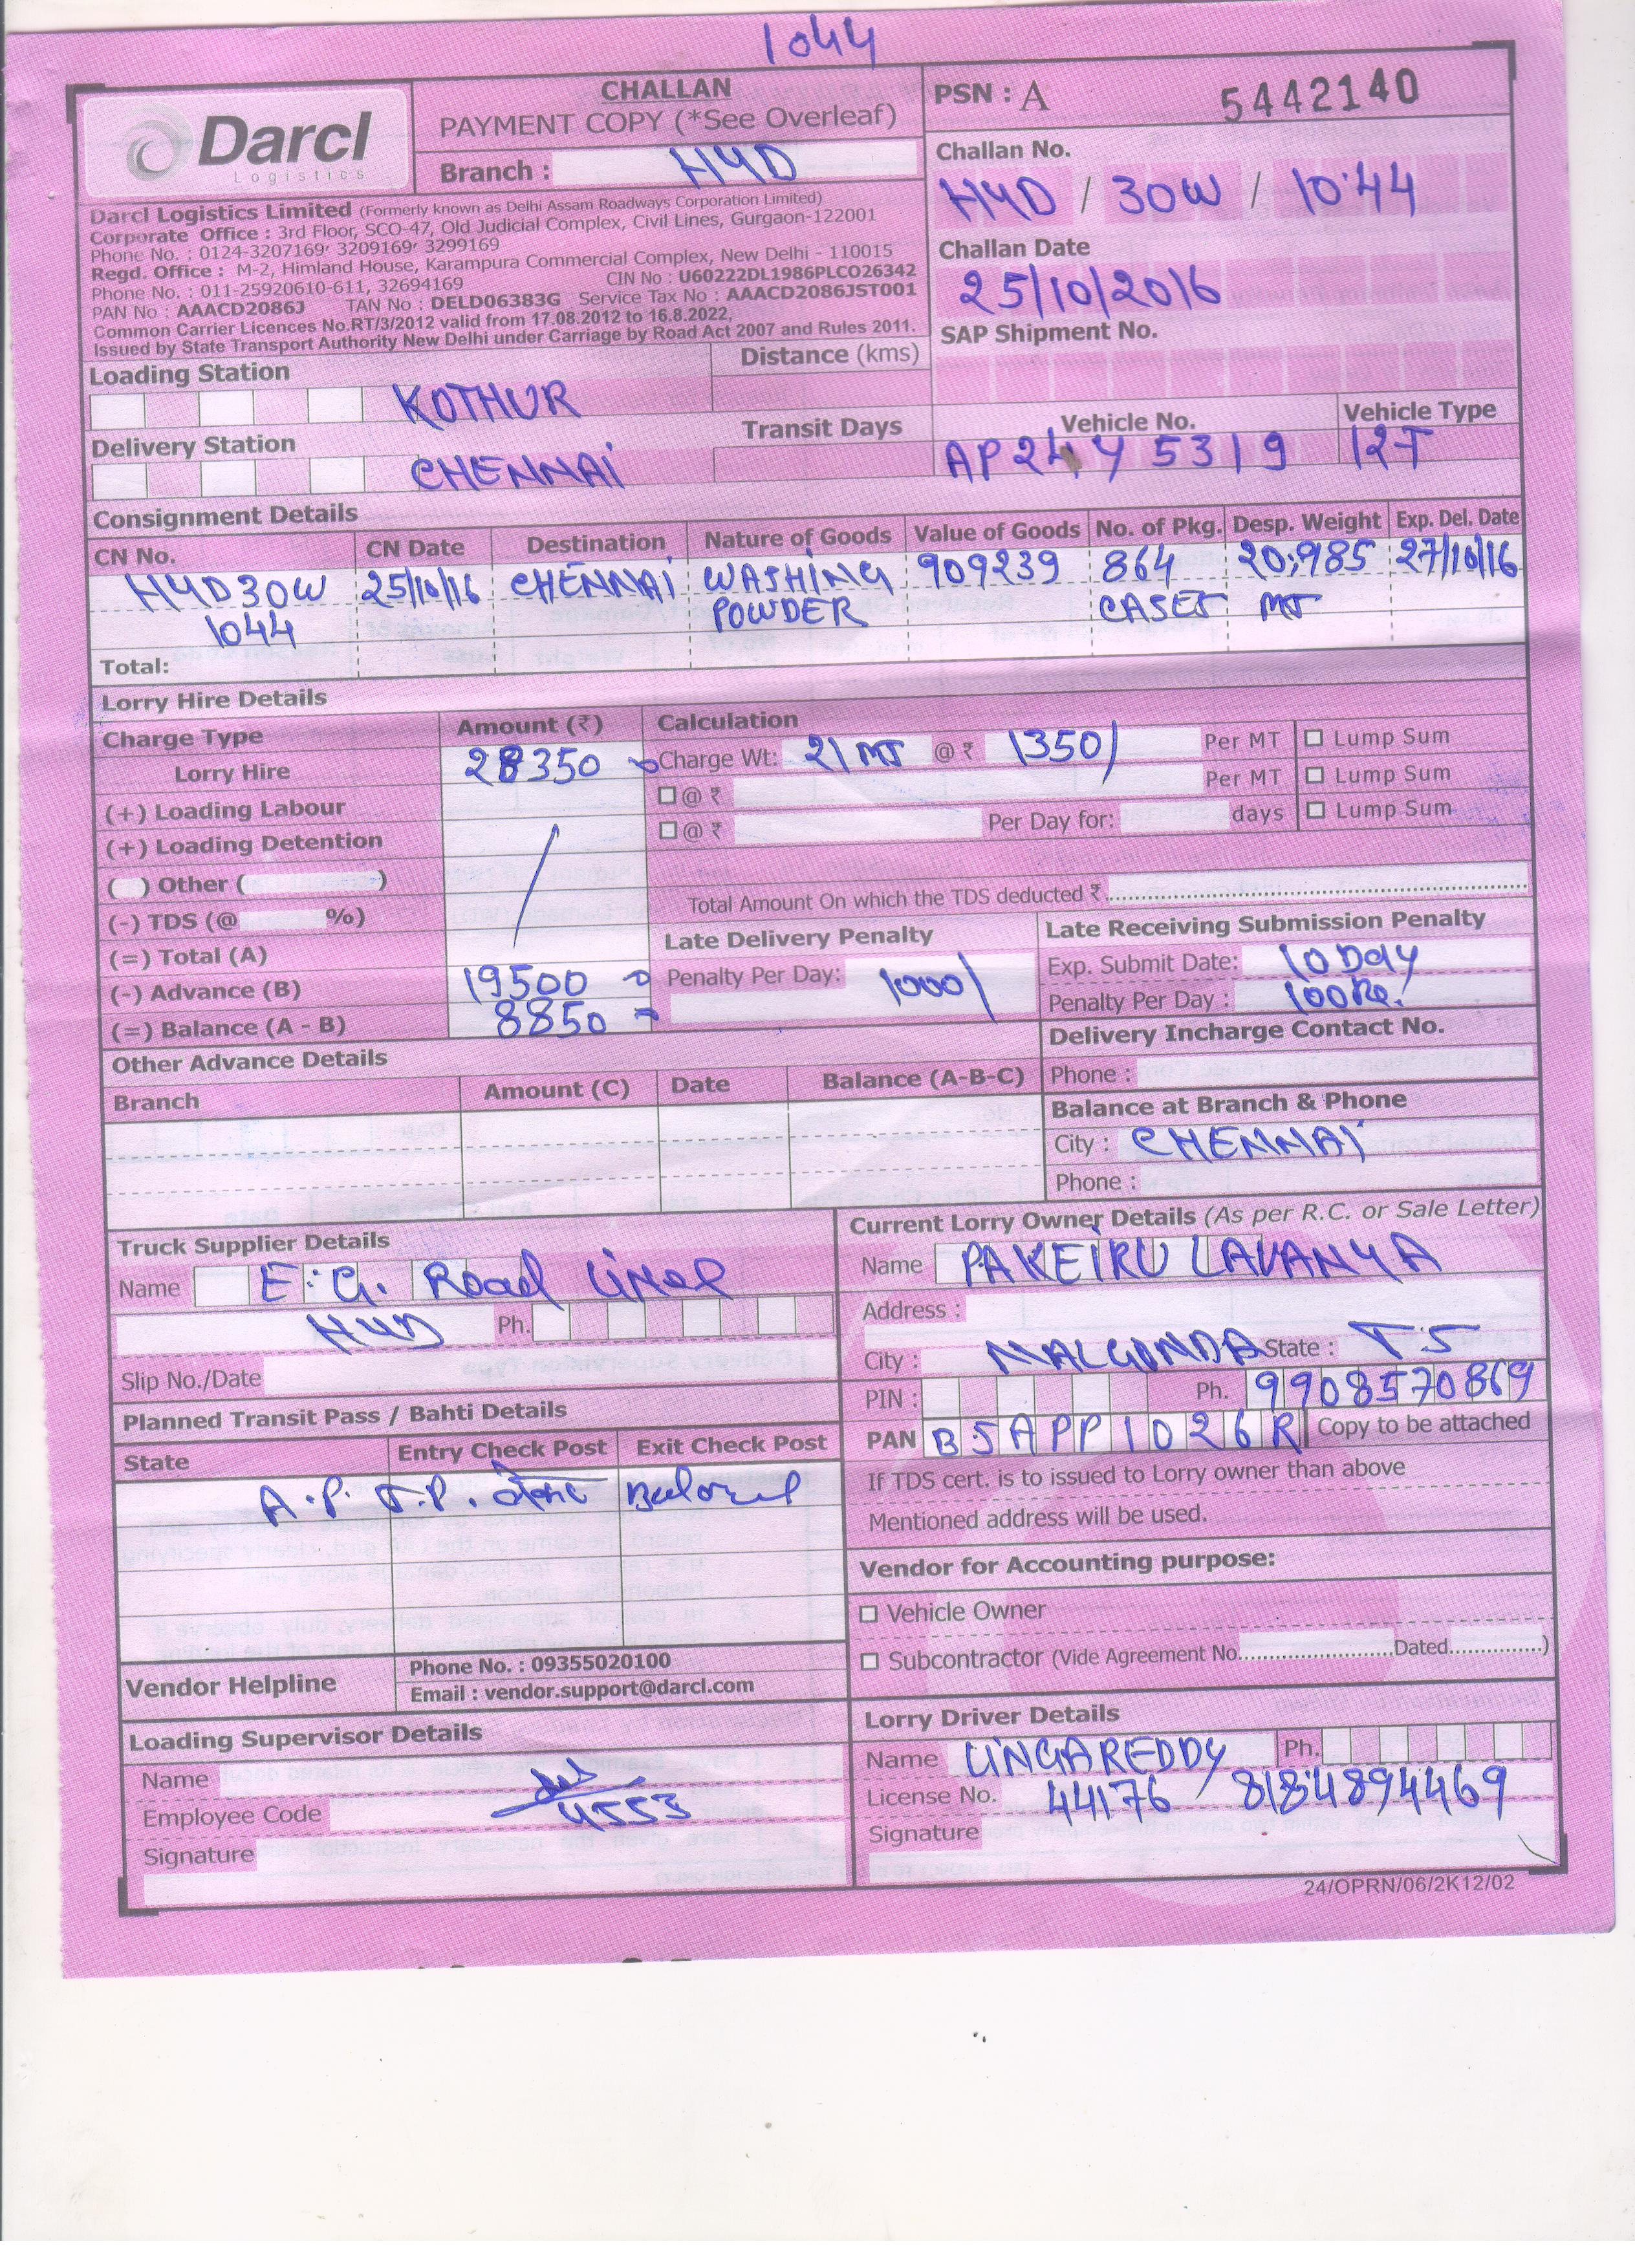 1044
Darcl
Logistics
CHALLAN
PAYMENT COPY (*See Overleaf)
Branch : HYD
PSN : A 5442140
Challan No.
HYD / 30W / 1044
Challan Date
25/10/2016
SAP Shipment No.
Darcl Logistics Limited (Formerly known as Delhi Assam Roadways Corporation Limited)
Corporate Office : 3rd Floor, SCO-47, Old Judicial Complex, Civil Lines, Gurgaon-122001
Phone No. : 0124-3207169, 3209169, 3299169
Regd. Office : M-2, Himland House, Karampura Commercial Complex, New Delhi - 110015
Phone No. : 011-25920610-611, 32694169 CIN No : U60222DL1986PLCO26342
PAN No : AAACD2086J TAN No : DELD06383G Service Tax No : AAACD2086JST001
Common Carrier Licences No.RT/3/2012 valid from 17.08.2012 to 16.8.2022,
Issued by State Transport Authority New Delhi under Carriage by Road Act 2007 and Rules 2011.
Loading Station KOTHUR Distance (kms)
Delivery Station CHENNAI Transit Days
Vehicle No. Vehicle Type
AP 24 Y 5319 12T
Consignment Details
CN No. CN Date Destination Nature of Goods Value of Goods No. of Pkg. Desp. Weight Exp. Del. Date
HYD30W 25/10/16 CHENNAI WASHING 909239 864 20,985 27/10/16
1044 POWDER CASES MT
Total:
Lorry Hire Details
Charge Type Amount (₹) Calculation
Lorry Hire 28350 Charge Wt: 21 MT @ ₹ 1350/ Per MT Lump Sum
(+) Loading Labour @ ₹ Per MT Lump Sum
(+) Loading Detention @ ₹ Per Day for: days Lump Sum
( ) Other ( )
(-) TDS (@ %) Total Amount On which the TDS deducted ₹
(=) Total (A)
(-) Advance (B) 19500
(=) Balance (A - B) 8850
Late Delivery Penalty
Penalty Per Day: 1000/
Late Receiving Submission Penalty
Exp. Submit Date: 10 Day
Penalty Per Day : 100Re.
Delivery Incharge Contact No.
Phone :
Other Advance Details
Branch Amount (C) Date Balance (A-B-C)
Balance at Branch & Phone
City : CHENNAI
Phone :
Truck Supplier Details
Name E.G. Road Liner
HYD Ph.
Slip No./Date
Current Lorry Owner Details (As per R.C. or Sale Letter)
Name PAKEIRU LAVANYA
Address :
City : NALGONDA State : TS
PIN : Ph. 9908570869
PAN BSAPP1026R Copy to be attached
If TDS cert. is to issued to Lorry owner than above
Mentioned address will be used.
Planned Transit Pass / Bahti Details
State Entry Check Post Exit Check Post
A.P. T.P.
Vendor for Accounting purpose:
Vehicle Owner
Subcontractor (Vide Agreement No. Dated )
Vendor Helpline
Phone No. : 09355020100
Email : vendor.support@darcl.com
Loading Supervisor Details
Name
Employee Code 4553
Signature
Lorry Driver Details
Name LINGAREDDY Ph.
License No. 44176 / 8184894469
Signature
24/OPRN/06/2K12/02